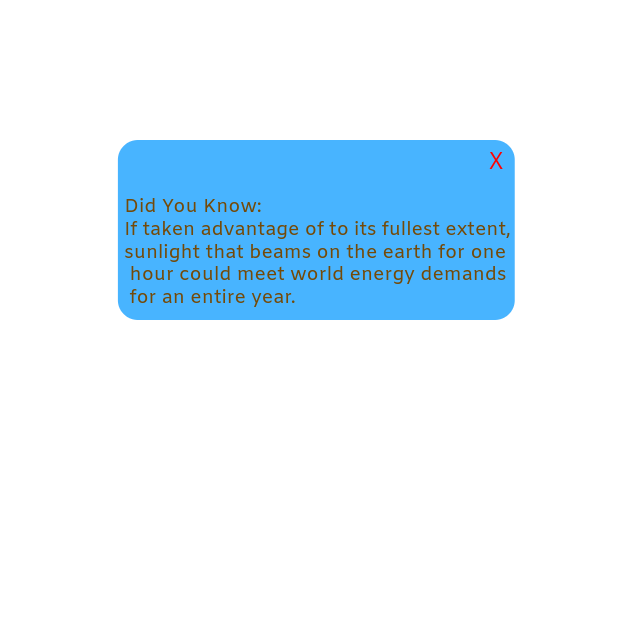 X
Did You Know:
If taken advantage of to its fullest extent,
sunlight that beams on the earth for one
hour could meet world energy demands
for an entire year.